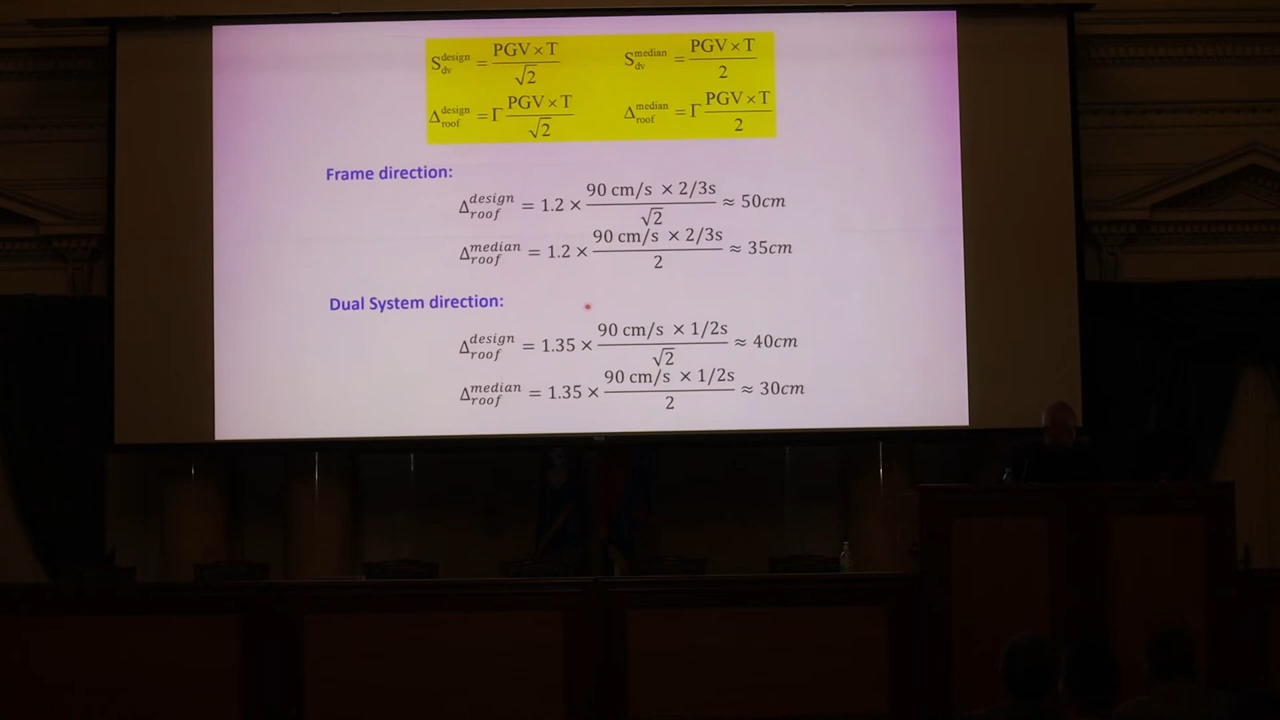 S_dv^design = PGV×T/√2    S_dv^median = PGV×T/2
Δ_roof^design = Γ PGV×T/√2    Δ_roof^median = Γ PGV×T/2
Frame direction:
Δ_roof^design = 1.2 × 90 cm/s × 2/3s/√2 ≈ 50cm
Δ_roof^median = 1.2 × 90 cm/s × 2/3s/2 ≈ 35cm
Dual System direction:
Δ_roof^design = 1.35 × 90 cm/s × 1/2s/√2 ≈ 40cm
Δ_roof^median = 1.35 × 90 cm/s × 1/2s/2 ≈ 30cm